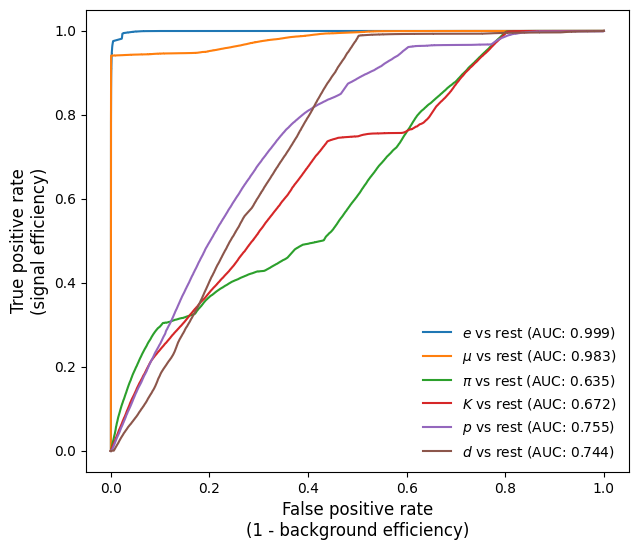 True positive rate
(signal efficiency)
1.0
0.8
0.6
0.4
0.2
0.0
e vs rest (AUC: 0.999)
μ vs rest (AUC: 0.983)
π vs rest (AUC: 0.635)
K vs rest (AUC: 0.672)
p vs rest (AUC: 0.755)
d vs rest (AUC: 0.744)
0.0 0.2 0.4 0.6 0.8 1.0
False positive rate
(1 - background efficiency)